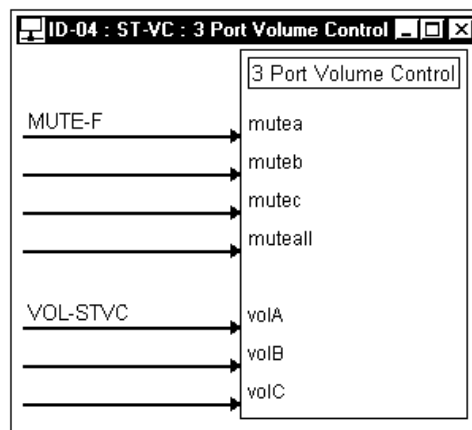 ID-04 : ST-VC : 3 Port Volume Control
3 Port Volume Control
MUTE-F mutea
muteb
mutec
muteall
VOL-STVC volA
volB
volC